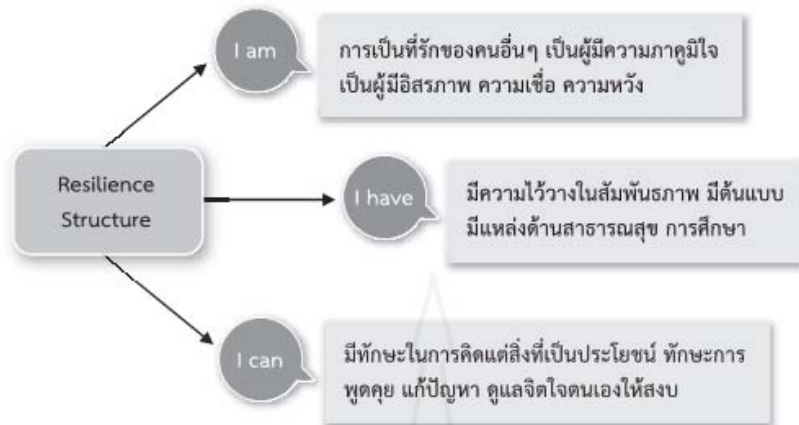 I am
การเป็นที่รักของคนอื่นๆ เป็นผู้มีความภาคูมิใจ
เป็นผู้มีอิสรภาพ ความเชื่อ ความหวัง
Resilience
Structure
I have
มีความไว้วางในสัมพันธภาพ มีต้นแบบ
มีแหล่งด้านสาธารณสุข การศึกษา
I can
มีทักษะในการคิดแต่สิ่งที่เป็นประโยชน์ ทักษะการ
พูดคุย แก้ปัญหา ดูแลจิตใจตนเองให้สงบ